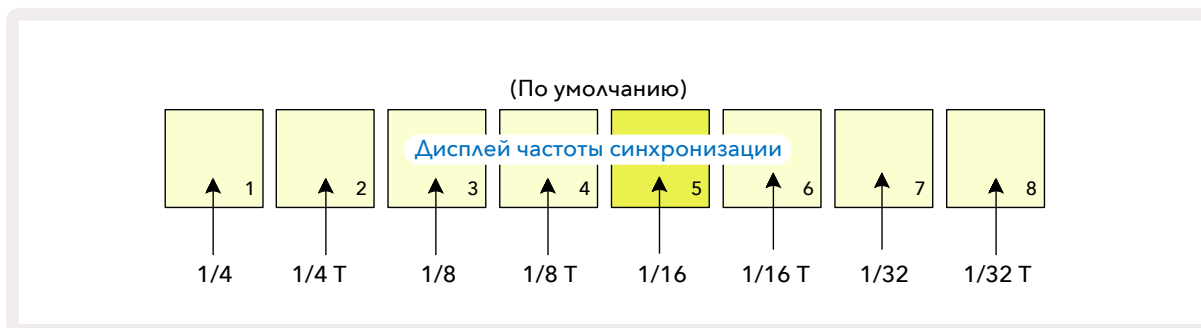 (По умолчанию)
Дисплей частоты синхронизации
1 2 3 4 5 6 7 8
1/4 1/4 T 1/8 1/8 T 1/16 1/16 T 1/32 1/32 T